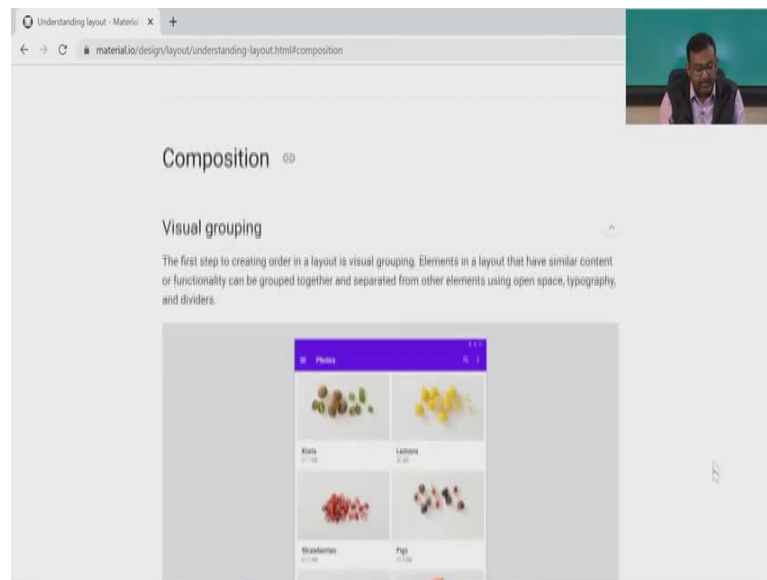 Understanding layout - Material
material.io/design/layout/understanding-layout.html#composition
Composition
Visual grouping
The first step to creating order in a layout is visual grouping. Elements in a layout that have similar content
or functionality can be grouped together and separated from other elements using open space, typography,
and dividers.
Photos
Kiwis
Lemons
Strawberries
Figs